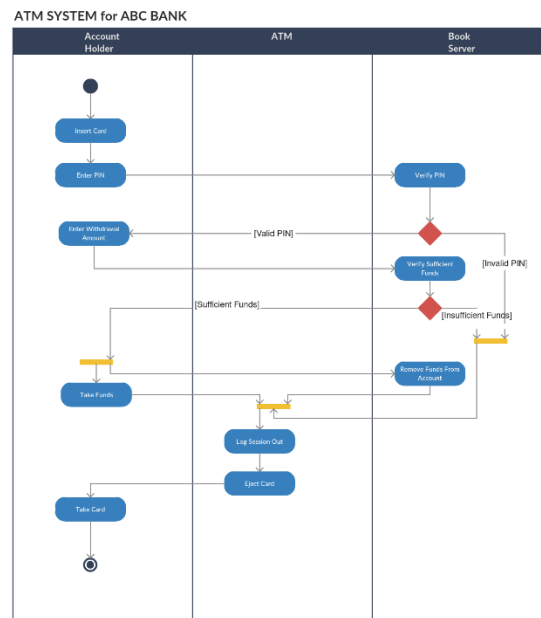 ATM SYSTEM for ABC BANK
Account
Holder
ATM
Book
Server
Insert Card
Enter PIN
Verify PIN
Enter Withdrawal
Amount
[Valid PIN]
[Invalid PIN]
Verify Sufficient
Funds
[Sufficient Funds]
[Insufficient Funds]
Remove Funds From
Account
Take Funds
Log Session Out
Eject Card
Take Card